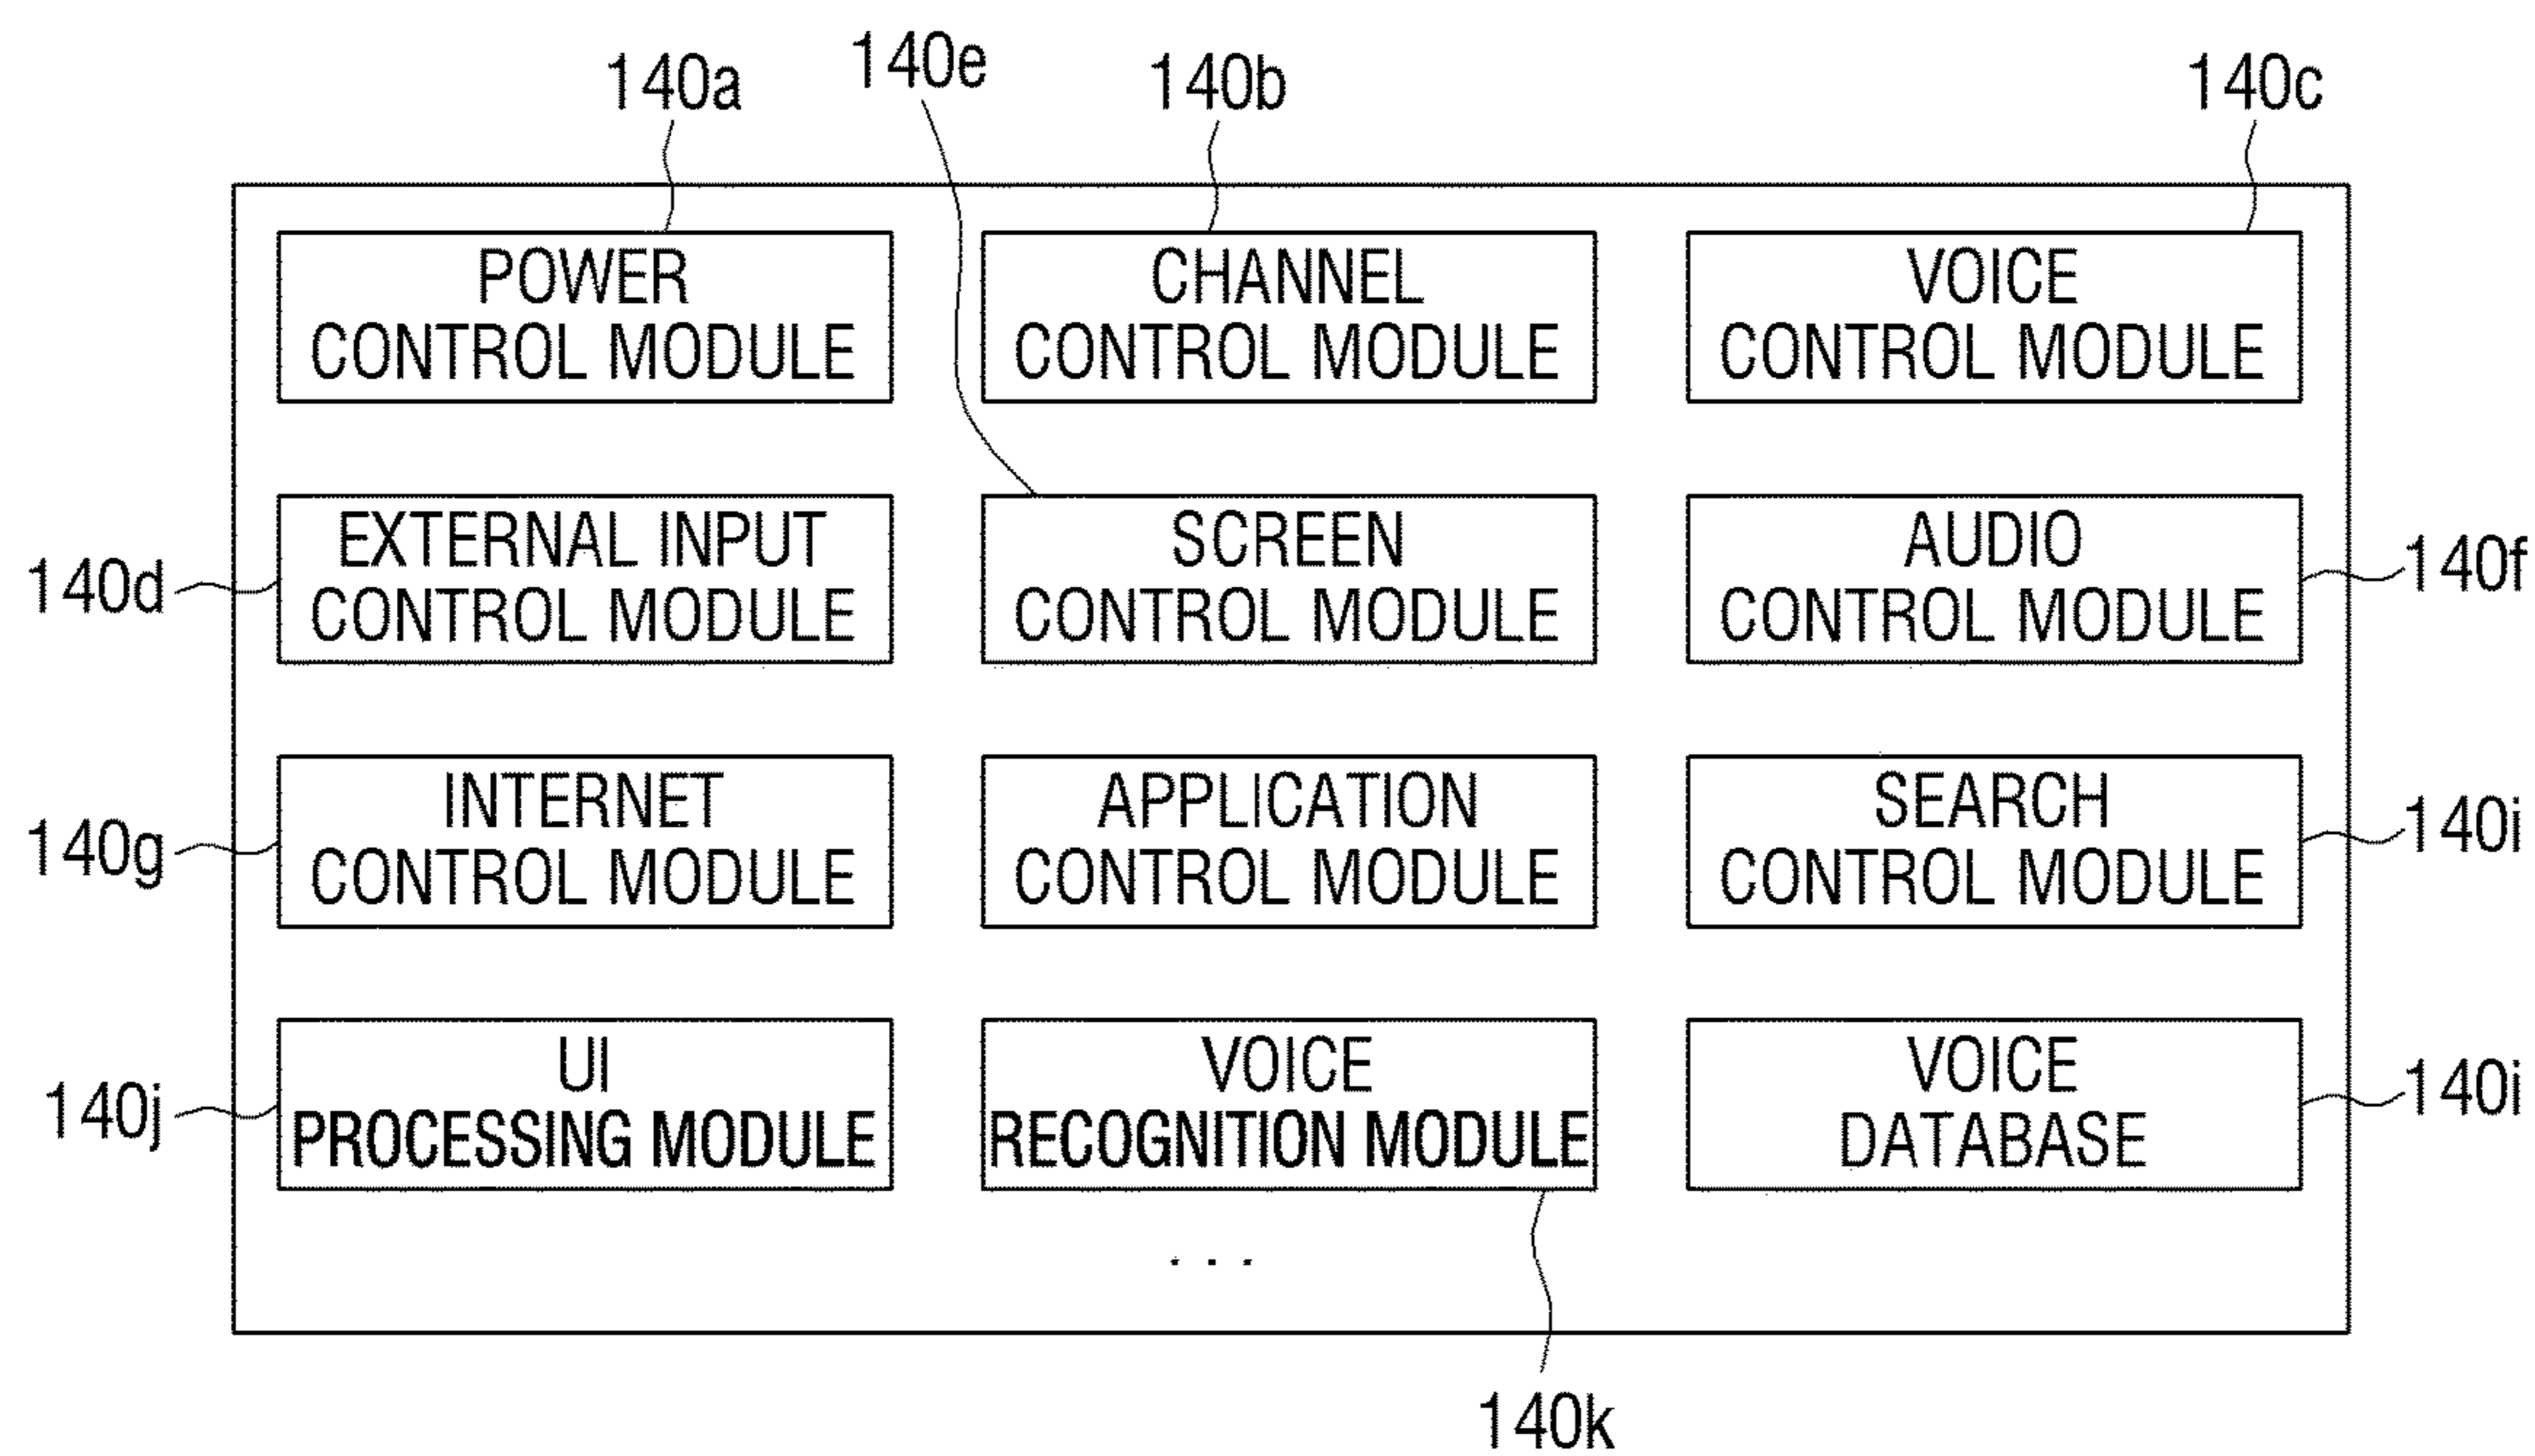 140a
140e
140b
140c
POWER
CONTROL MODULE
CHANNEL
CONTROL MODULE
VOICE
CONTROL MODULE
140d
EXTERNAL INPUT
CONTROL MODULE
SCREEN
CONTROL MODULE
AUDIO
CONTROL MODULE
140f
140g
INTERNET
CONTROL MODULE
APPLICATION
CONTROL MODULE
SEARCH
CONTROL MODULE
140i
140j
UI
PROCESSING MODULE
VOICE
RECOGNITION MODULE
VOICE
DATABASE
140i
. . .
140k